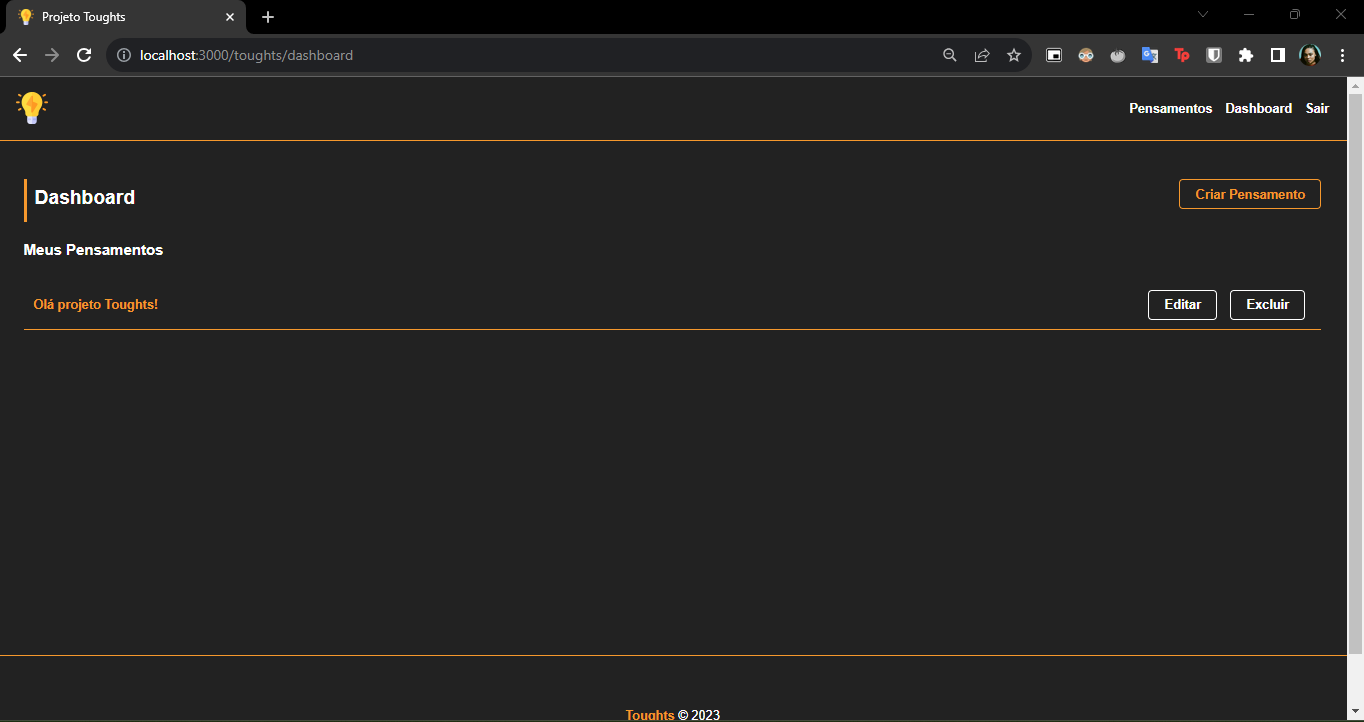 Projeto Toughts
localhost:3000/toughts/dashboard
Tp
Pensamentos Dashboard Sair
Dashboard
Criar Pensamento
Meus Pensamentos
Olá projeto Toughts!
Editar Excluir
Toughts © 2023